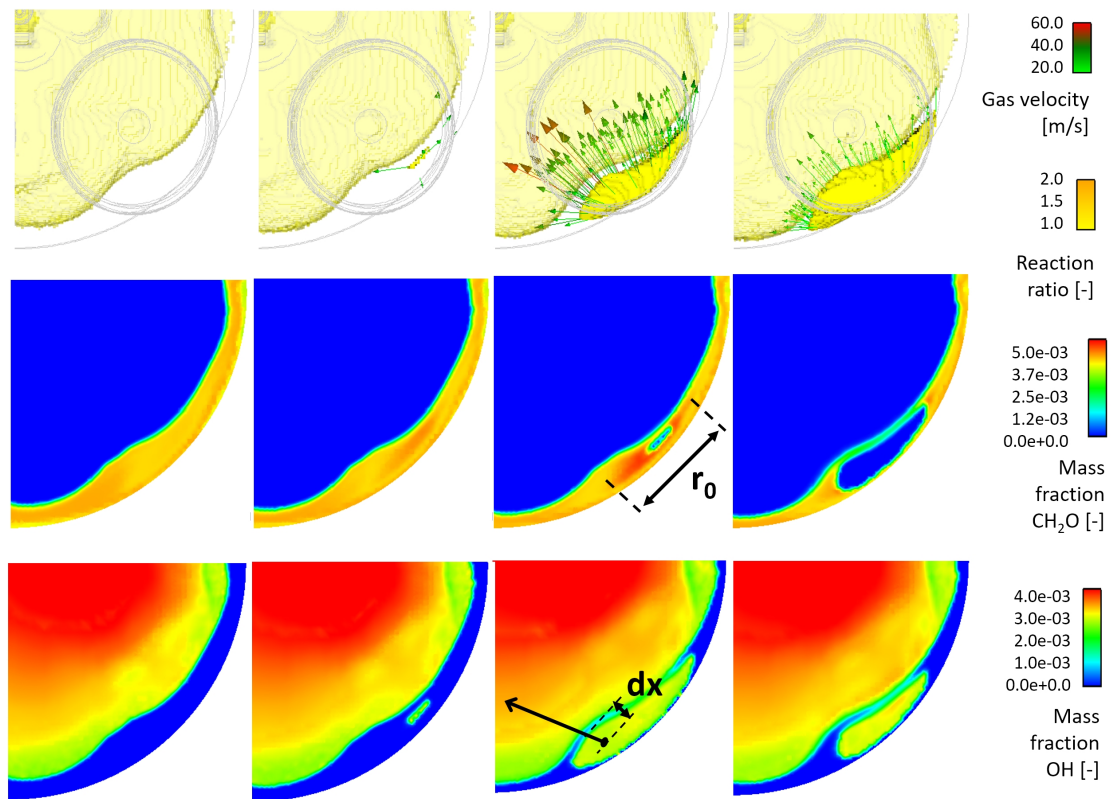 60.0
40.0
20.0
Gas velocity
[m/s]
2.0
1.5
1.0
Reaction
ratio [-]
5.0e-03
3.7e-03
2.5e-03
1.2e-03
0.0e+0.0
Mass
fraction
CH₂O [-]
r₀
4.0e-03
3.0e-03
2.0e-03
1.0e-03
0.0e+0.0
Mass
fraction
OH [-]
dx